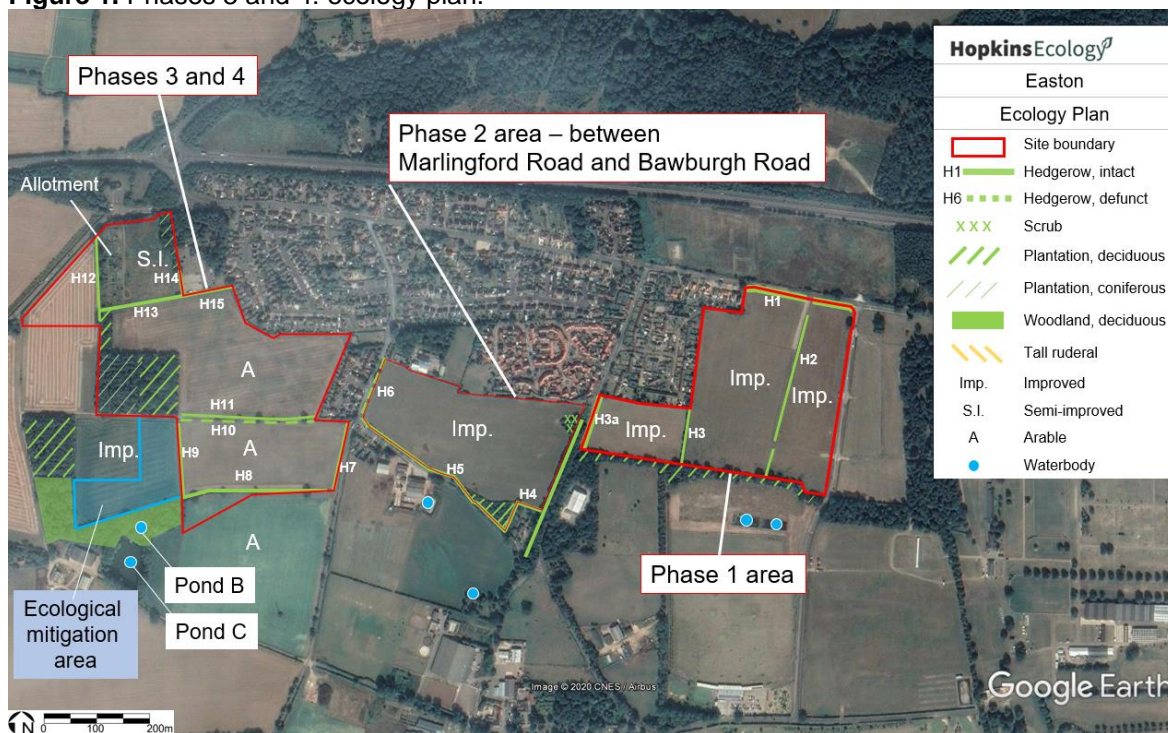 Figure 1. Phases 3 and 4: ecology plan.
Phases 3 and 4
Phase 2 area – between
Marlingford Road and Bawburgh Road
Allotment
S.I.
H12
H14
H13
H15
A
H11
H10
A
H9
H8
H7
Imp.
A
H6
Imp.
H5
H4
H3a
Imp.
H3
H1
H2
Imp.
Imp.
Phase 1 area
Pond B
Pond C
Ecological
mitigation
area
N
0 100 200m
Image © 2020 CNES / Airbus
Google Earth
Hopkins Ecology
Easton
Ecology Plan
Site boundary
H1 Hedgerow, intact
H6 Hedgerow, defunct
x x x Scrub
Plantation, deciduous
Plantation, coniferous
Woodland, deciduous
Tall ruderal
Imp. Improved
S.I. Semi-improved
A Arable
Waterbody